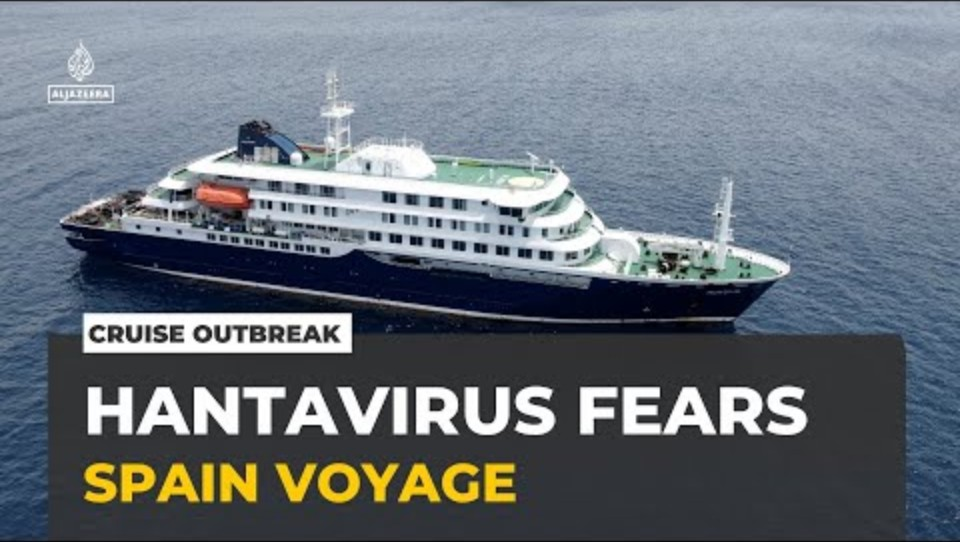 ALJAZEERA
CRUISE OUTBREAK
HANTAVIRUS FEARS
SPAIN VOYAGE